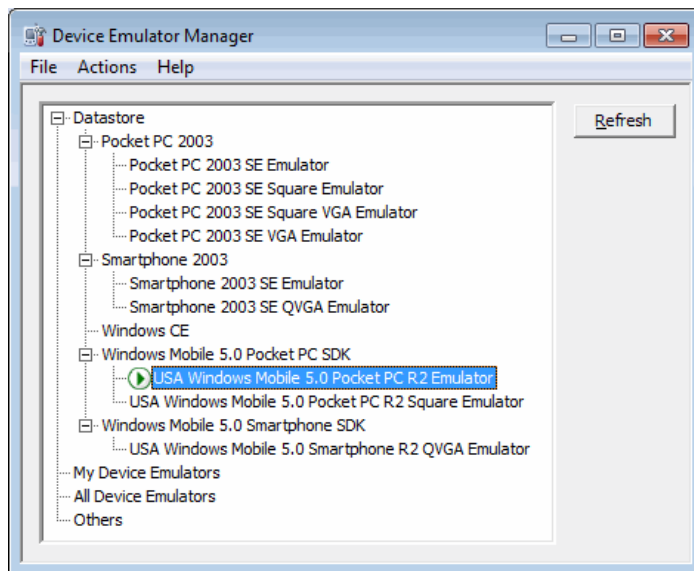 Device Emulator Manager
File Actions Help
Datastore
Refresh
Pocket PC 2003
Pocket PC 2003 SE Emulator
Pocket PC 2003 SE Square Emulator
Pocket PC 2003 SE Square VGA Emulator
Pocket PC 2003 SE VGA Emulator
Smartphone 2003
Smartphone 2003 SE Emulator
Smartphone 2003 SE QVGA Emulator
Windows CE
Windows Mobile 5.0 Pocket PC SDK
USA Windows Mobile 5.0 Pocket PC R2 Emulator
USA Windows Mobile 5.0 Pocket PC R2 Square Emulator
Windows Mobile 5.0 Smartphone SDK
USA Windows Mobile 5.0 Smartphone R2 QVGA Emulator
My Device Emulators
All Device Emulators
Others